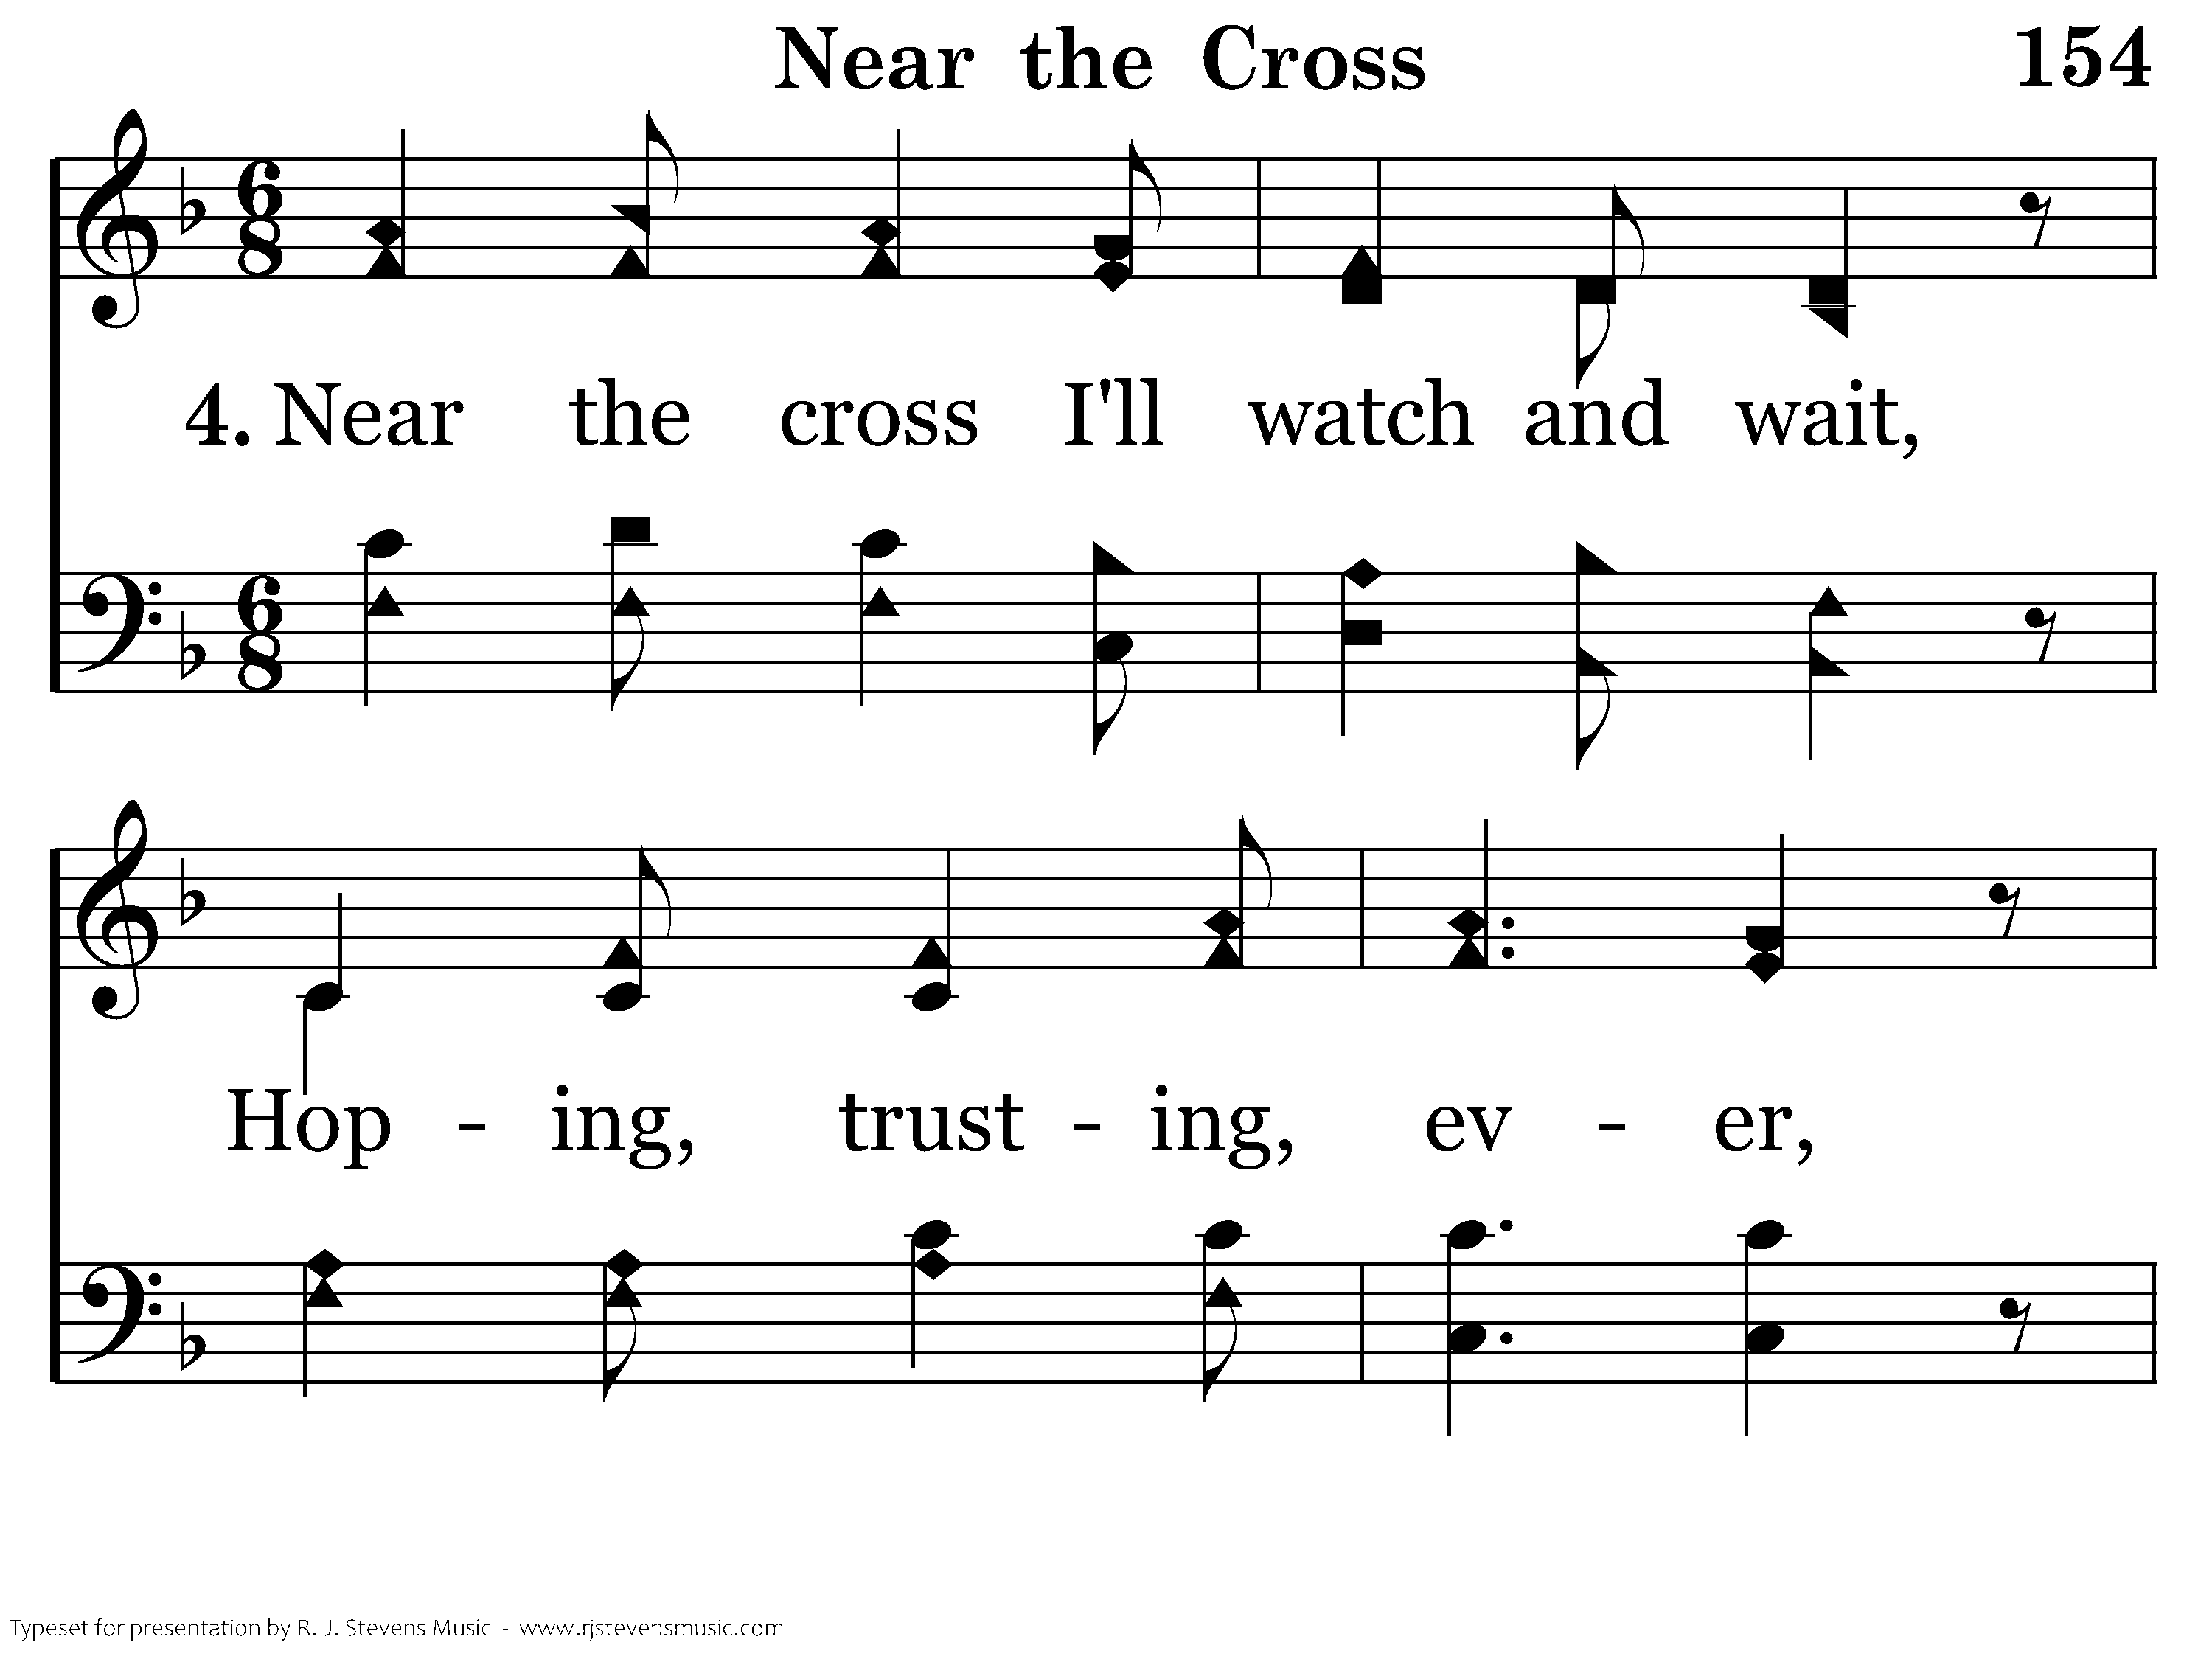 Near the Cross 154
4. Near the cross I'll watch and wait,
Hop - ing, trust - ing, ev - er,
Typeset for presentation by R. J. Stevens Music - www.rjstevensmusic.com